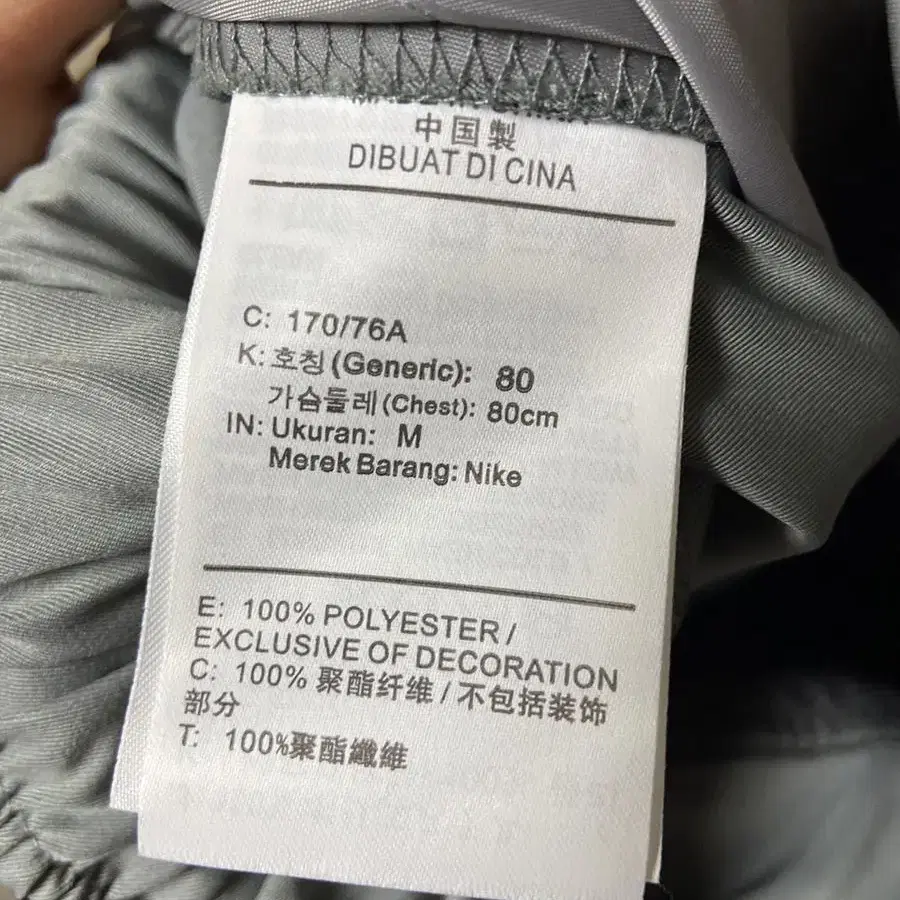 中国製
DIBUAT DI CINA
C: 170/76A
K: 호칭 (Generic): 80
가슴둘레 (Chest): 80cm
IN: Ukuran: M
Merek Barang: Nike
E: 100% POLYESTER /
EXCLUSIVE OF DECORATION
C: 100% 聚酯纤维 / 不包括装饰
部分
T: 100%聚酯纖維